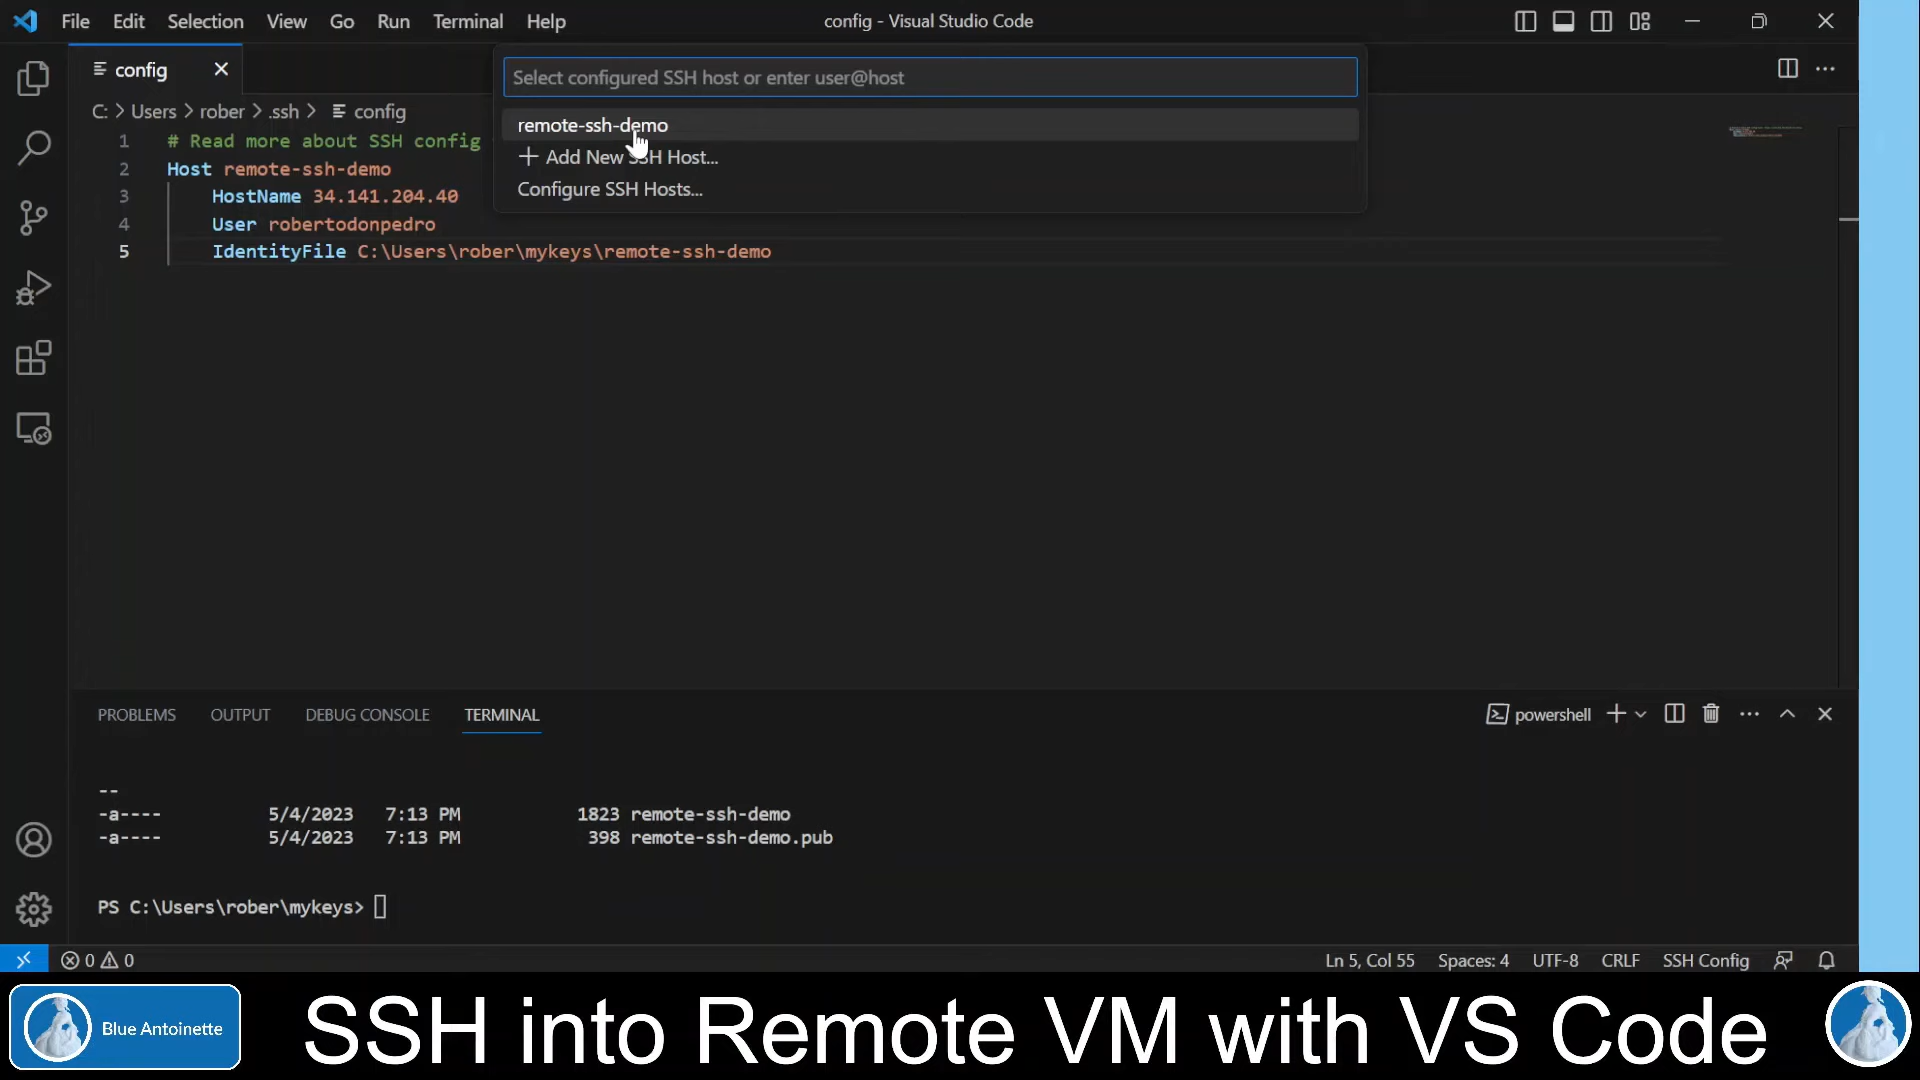 File Edit Selection View Go Run Terminal Help
config - Visual Studio Code
config
Select configured SSH host or enter user@host
remote-ssh-demo
Add New SSH Host...
Configure SSH Hosts...
C: > Users > rober > .ssh > config
1 # Read more about SSH config
2 Host remote-ssh-demo
3 HostName 34.141.204.40
4 User robertodonpedro
5 IdentityFile C:\Users\rober\mykeys\remote-ssh-demo
PROBLEMS OUTPUT DEBUG CONSOLE TERMINAL
powershell
--
-a---- 5/4/2023 7:13 PM 1823 remote-ssh-demo
-a---- 5/4/2023 7:13 PM 398 remote-ssh-demo.pub
PS C:\Users\rober\mykeys>
0 0
Ln 5, Col 55 Spaces: 4 UTF-8 CRLF SSH Config
Blue Antoinette
SSH into Remote VM with VS Code